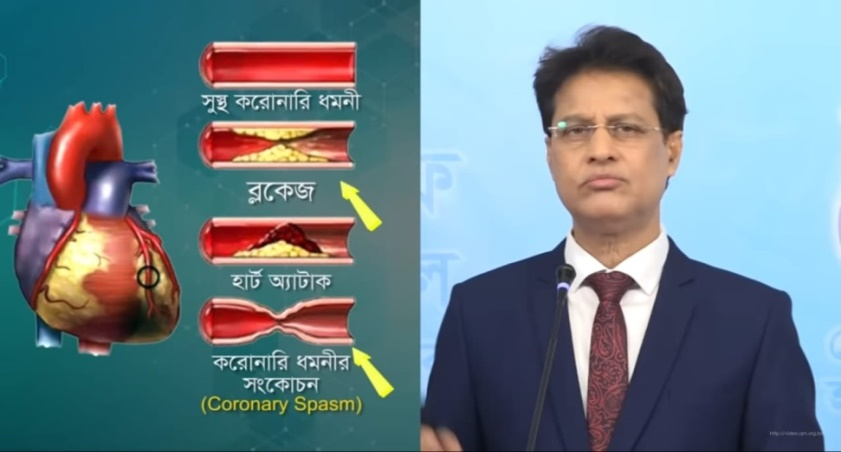 সুস্থ করোনারি ধমনী
ব্লকেজ
হার্ট অ্যাটাক
করোনারি ধমনীর
সংকোচন
(Coronary Spasm)